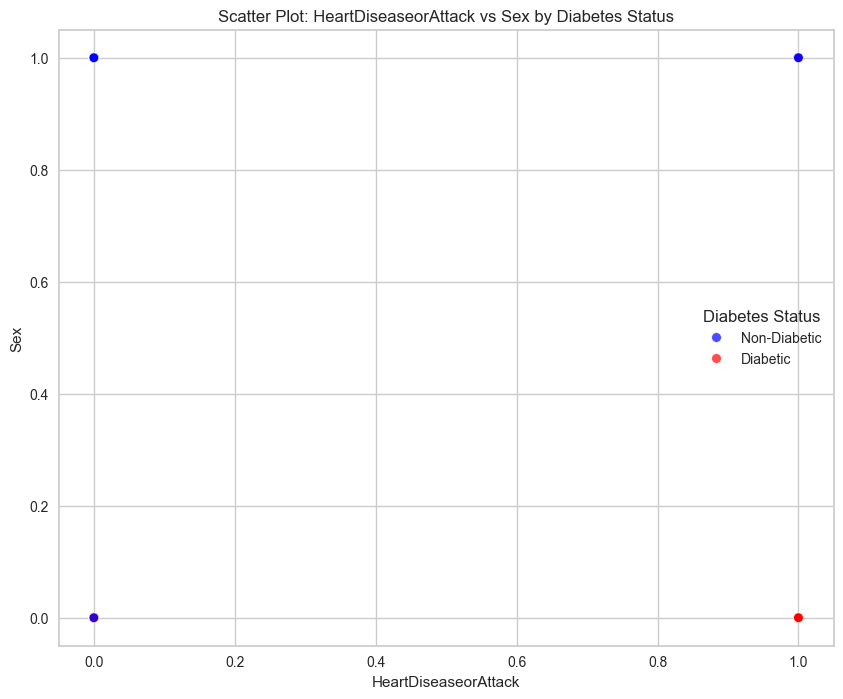 Scatter Plot: HeartDiseaseorAttack vs Sex by Diabetes Status
1.0
0.8
0.6
0.4
0.2
0.0
Sex
Diabetes Status
Non-Diabetic
Diabetic
0.0 0.2 0.4 0.6 0.8 1.0
HeartDiseaseorAttack